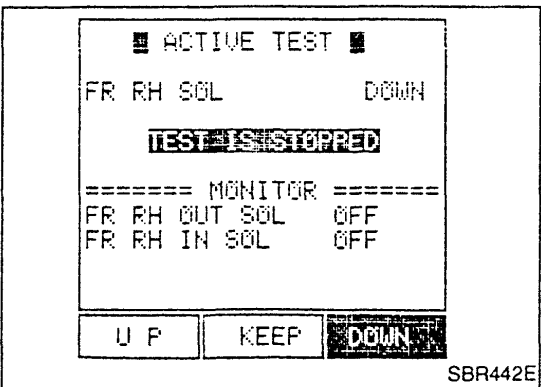 ■ ACTIVE TEST ■
FR RH SOL DOWN
TEST IS STOPPED
======= MONITOR =======
FR RH OUT SOL OFF
FR RH IN SOL OFF
U P KEEP DOWN
SBR442E